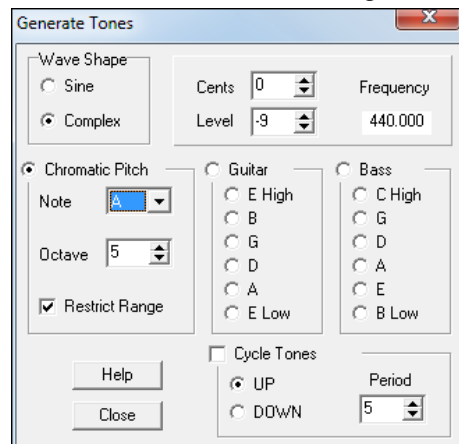 Generate Tones
Wave Shape
Sine
Complex
Cents 0
Level -9
Frequency
440.000
Chromatic Pitch
Note A
Octave 5
Restrict Range
Guitar
E High
B
G
D
A
E Low
Bass
C High
G
D
A
E
B Low
Help
Close
Cycle Tones
UP
DOWN
Period
5